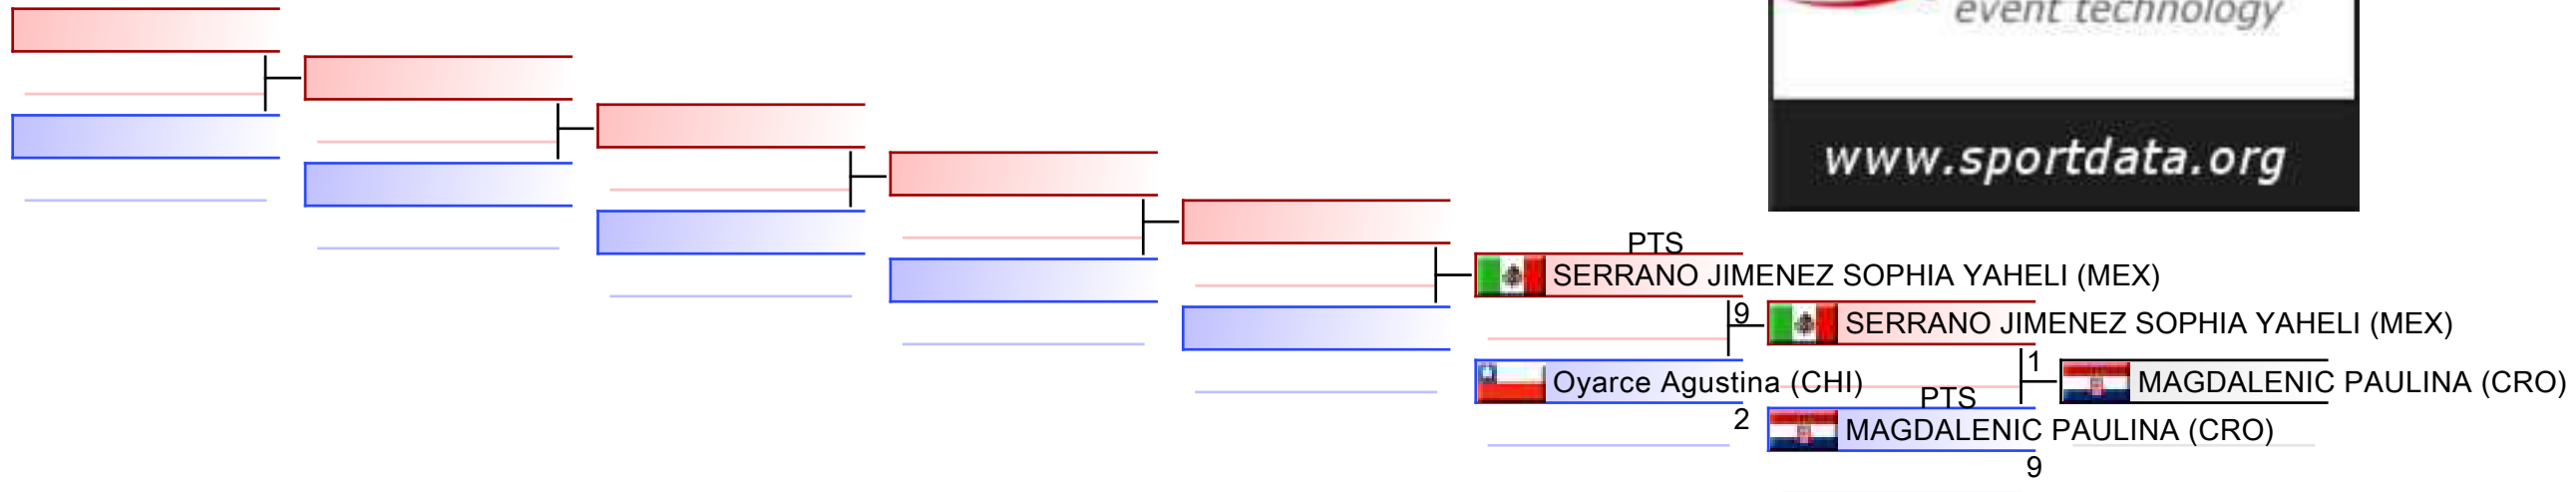 event technology
www.sportdata.org
PTS
SERRANO JIMENEZ SOPHIA YAHELI (MEX)
9
SERRANO JIMENEZ SOPHIA YAHELI (MEX)
Oyarce Agustina (CHI)
1
MAGDALENIC PAULINA (CRO)
PTS
2
MAGDALENIC PAULINA (CRO)
9